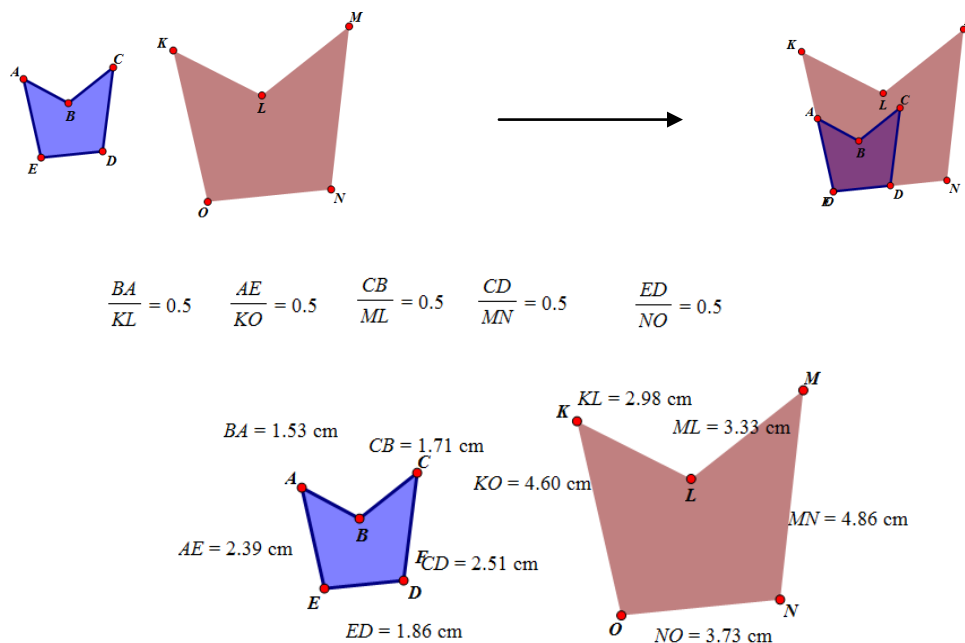 M
K
C
A
L
B
E
D
N
O
K
L
C
A
B
D
N
BA/KL = 0.5 AE/KO = 0.5 CB/ML = 0.5 CD/MN = 0.5 ED/NO = 0.5
M
KL = 2.98 cm
K
BA = 1.53 cm
ML = 3.33 cm
CB = 1.71 cm
C
A
KO = 4.60 cm
L
MN = 4.86 cm
B
AE = 2.39 cm
CD = 2.51 cm
E
D
N
O
ED = 1.86 cm
NO = 3.73 cm